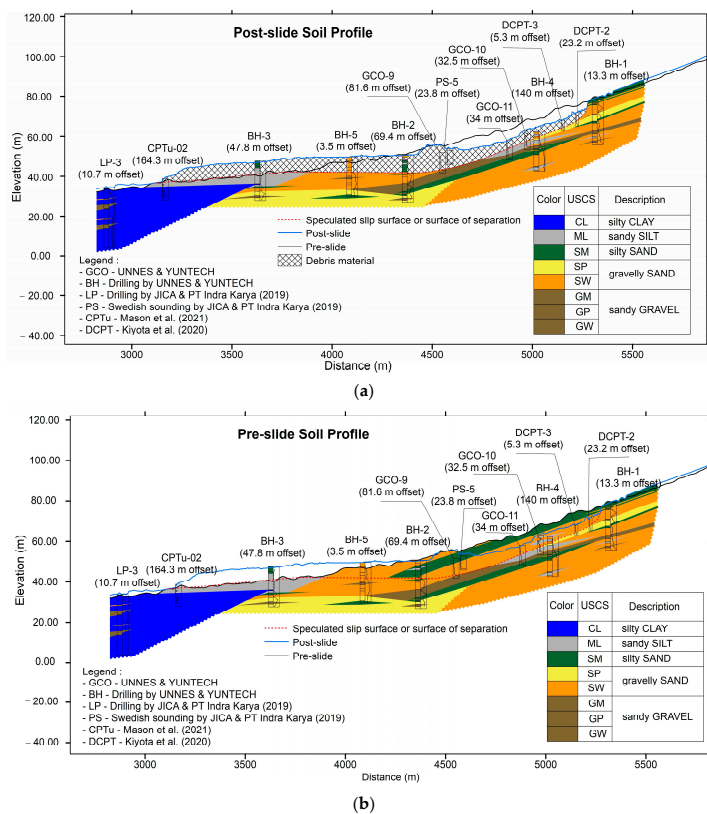 Post-slide Soil Profile
120.00
100.00
80.00
60.00
40.00
20.00
0.00
– 20.00
– 40.00
Elevation (m)
LP-3
(10.7 m offset)
CPTu-02
(164.3 m offset)
BH-3
(47.8 m offset)
BH-5
(3.5 m offset)
BH-2
(69.4 m offset)
GCO-9
(81.6 m offset)
PS-5
(23.8 m offset)
GCO-10
(32.5 m offset)
GCO-11
(34 m offset)
DCPT-3
(5.3 m offset)
BH-4
(140 m offset)
DCPT-2
(23.2 m offset)
BH-1
(13.3 m offset)
Speculated slip surface or surface of separation
Post-slide
Pre-slide
Debris material
Legend :
- GCO - UNNES & YUNTECH
- BH - Drilling by UNNES & YUNTECH
- LP - Drilling by JICA & PT Indra Karya (2019)
- PS - Swedish sounding by JICA & PT Indra Karya (2019)
- CPTu - Mason et al. (2021)
- DCPT - Kiyota et al. (2020)
Color USCS Description
CL silty CLAY
ML sandy SILT
SM silty SAND
SP
gravelly SAND
SW
GM
GP sandy GRAVEL
GW
3000 3500 4000 4500 5000 5500
Distance (m)
(a)
Pre-slide Soil Profile
120.00
100.00
80.00
60.00
40.00
20.00
0.00
– 20.00
– 40.00
Elevation (m)
LP-3
(10.7 m offset)
CPTu-02
(164.3 m offset)
BH-3
(47.8 m offset)
BH-5
(3.5 m offset)
BH-2
(69.4 m offset)
GCO-9
(81.6 m offset)
PS-5
(23.8 m offset)
GCO-10
(32.5 m offset)
GCO-11
(34 m offset)
DCPT-3
(5.3 m offset)
BH-4
(140 m offset)
DCPT-2
(23.2 m offset)
BH-1
(13.3 m offset)
Speculated slip surface or surface of separation
Post-slide
Pre-slide
Legend :
- GCO - UNNES & YUNTECH
- BH - Drilling by UNNES & YUNTECH
- LP - Drilling by JICA & PT Indra Karya (2019)
- PS - Swedish sounding by JICA & PT Indra Karya (2019)
- CPTu - Mason et al. (2021)
- DCPT - Kiyota et al. (2020)
Color USCS Description
CL silty CLAY
ML sandy SILT
SM silty SAND
SP
gravelly SAND
SW
GM
GP sandy GRAVEL
GW
3000 3500 4000 4500 5000 5500
Distance (m)
(b)